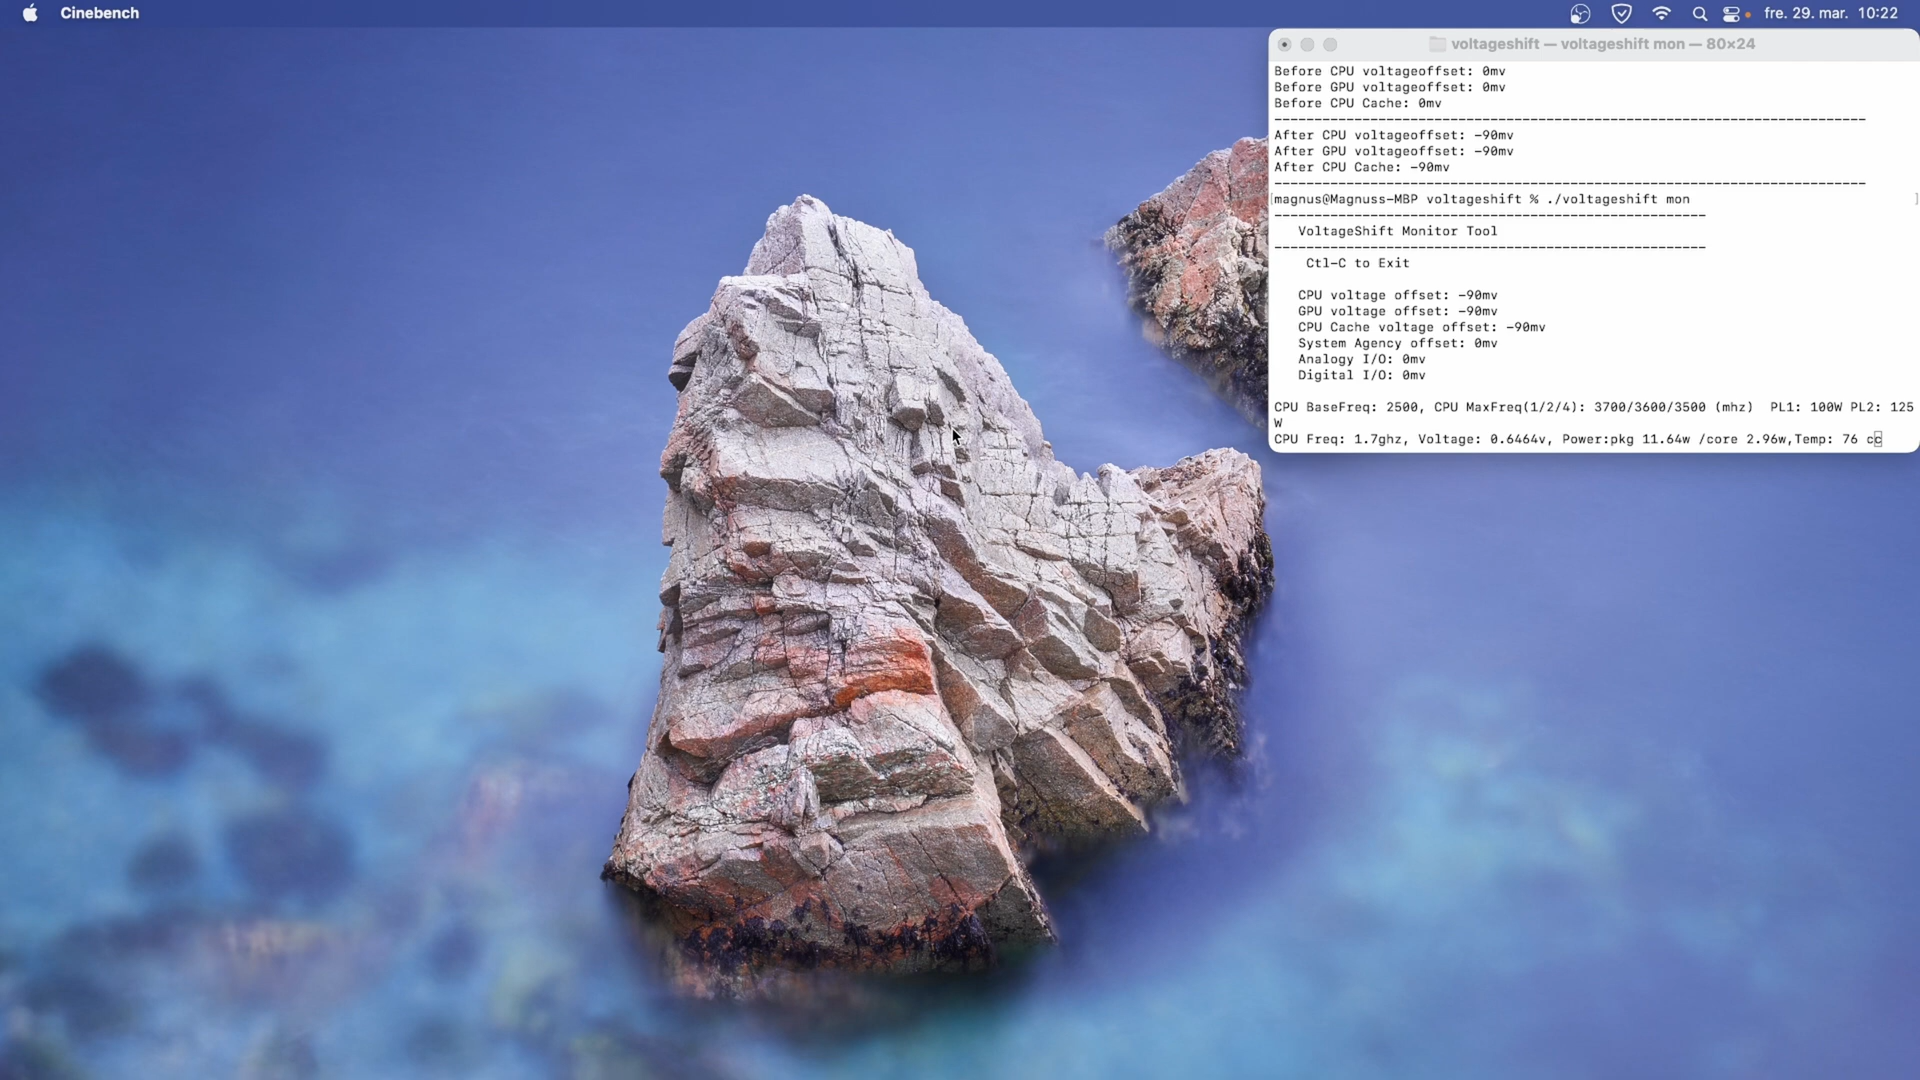 Cinebench
fre. 29. mar. 10:22
voltageshift — voltageshift mon — 80×24
Before CPU voltageoffset: 0mv
Before GPU voltageoffset: 0mv
Before CPU Cache: 0mv
--------------------------------------------------------------------------
After CPU voltageoffset: -90mv
After GPU voltageoffset: -90mv
After CPU Cache: -90mv
--------------------------------------------------------------------------
[magnus@Magnuss-MBP voltageshift % ./voltageshift mon ]
------------------------------------------------------
VoltageShift Monitor Tool
------------------------------------------------------
Ctl-C to Exit
CPU voltage offset: -90mv
GPU voltage offset: -90mv
CPU Cache voltage offset: -90mv
System Agency offset: 0mv
Analogy I/O: 0mv
Digital I/O: 0mv
CPU BaseFreq: 2500, CPU MaxFreq(1/2/4): 3700/3600/3500 (mhz)  PL1: 100W PL2: 125
W
CPU Freq: 1.7ghz, Voltage: 0.6464v, Power:pkg 11.64w /core 2.96w,Temp: 76 cc